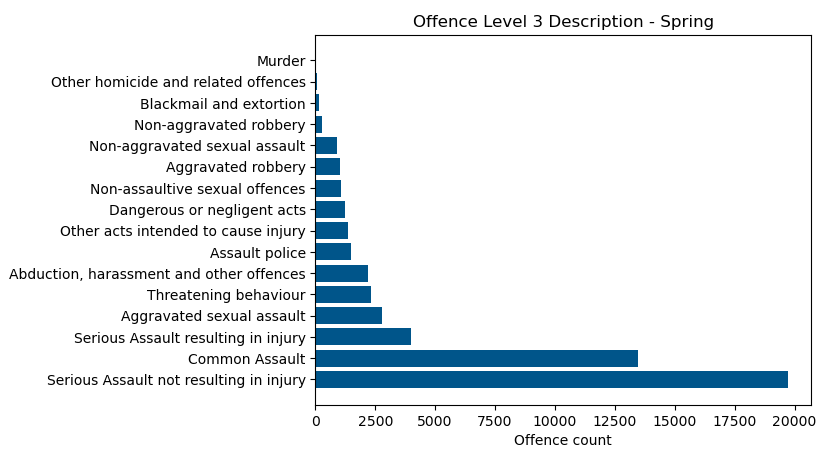 Offence Level 3 Description - Spring
Murder
Other homicide and related offences
Blackmail and extortion
Non-aggravated robbery
Non-aggravated sexual assault
Aggravated robbery
Non-assaultive sexual offences
Dangerous or negligent acts
Other acts intended to cause injury
Assault police
Abduction, harassment and other offences
Threatening behaviour
Aggravated sexual assault
Serious Assault resulting in injury
Common Assault
Serious Assault not resulting in injury
0 2500 5000 7500 10000 12500 15000 17500 20000
Offence count